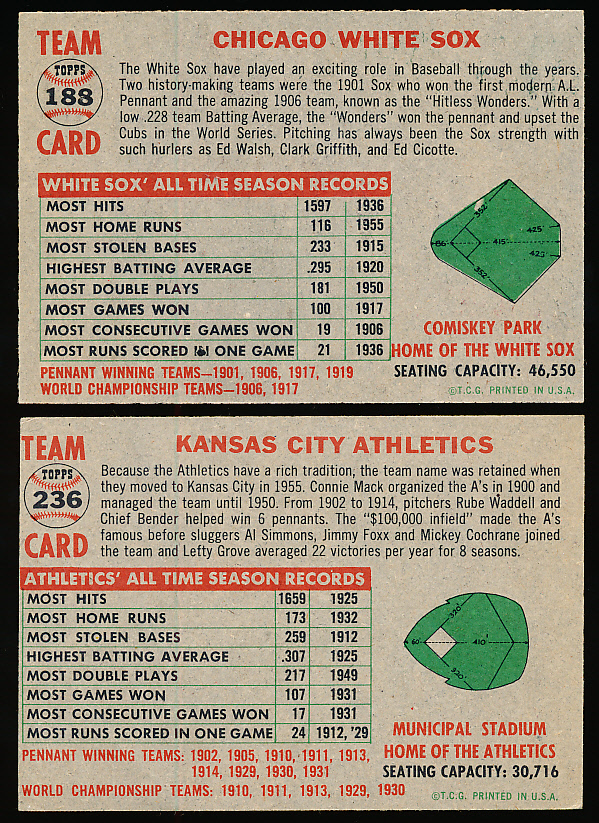 TEAM
TOPPS
188
CARD
CHICAGO WHITE SOX
The White Sox have played an exciting role in Baseball through the years.
Two history-making teams were the 1901 Sox who won the first modern A.L.
Pennant and the amazing 1906 team, known as the "Hitless Wonders." With a
low .228 team Batting Average, the "Wonders" won the pennant and upset the
Cubs in the World Series. Pitching has always been the Sox strength with
such hurlers as Ed Walsh, Clark Griffith, and Ed Cicotte.
WHITE SOX' ALL TIME SEASON RECORDS
MOST HITS 1597 1936
MOST HOME RUNS 116 1955
MOST STOLEN BASES 233 1915
HIGHEST BATTING AVERAGE .295 1920
MOST DOUBLE PLAYS 181 1950
MOST GAMES WON 100 1917
MOST CONSECUTIVE GAMES WON 19 1906
MOST RUNS SCORED IN ONE GAME 21 1936
PENNANT WINNING TEAMS—1901, 1906, 1917, 1919
WORLD CHAMPIONSHIP TEAMS—1906, 1917
352'
425'
86'
415'
425'
352'
COMISKEY PARK
HOME OF THE WHITE SOX
SEATING CAPACITY: 46,550
©T.C.G. PRINTED IN U.S.A.
TEAM
TOPPS
236
CARD
KANSAS CITY ATHLETICS
Because the Athletics have a rich tradition, the team name was retained when
they moved to Kansas City in 1955. Connie Mack organized the A's in 1900 and
managed the team until 1950. From 1902 to 1914, pitchers Rube Waddell and
Chief Bender helped win 6 pennants. The "$100,000 infield" made the A's
famous before sluggers Al Simmons, Jimmy Foxx and Mickey Cochrane joined
the team and Lefty Grove averaged 22 victories per year for 8 seasons.
ATHLETICS' ALL TIME SEASON RECORDS
MOST HITS 1659 1925
MOST HOME RUNS 173 1932
MOST STOLEN BASES 259 1912
HIGHEST BATTING AVERAGE .307 1925
MOST DOUBLE PLAYS 217 1949
MOST GAMES WON 107 1931
MOST CONSECUTIVE GAMES WON 17 1931
MOST RUNS SCORED IN ONE GAME 24 1912, '29
PENNANT WINNING TEAMS: 1902, 1905, 1910, 1911, 1913,
1914, 1929, 1930, 1931
WORLD CHAMPIONSHIP TEAMS: 1910, 1911, 1913, 1929, 1930
320'
60'
410'
330'
MUNICIPAL STADIUM
HOME OF THE ATHLETICS
SEATING CAPACITY: 30,716
©T.C.G. PRINTED IN U.S.A.